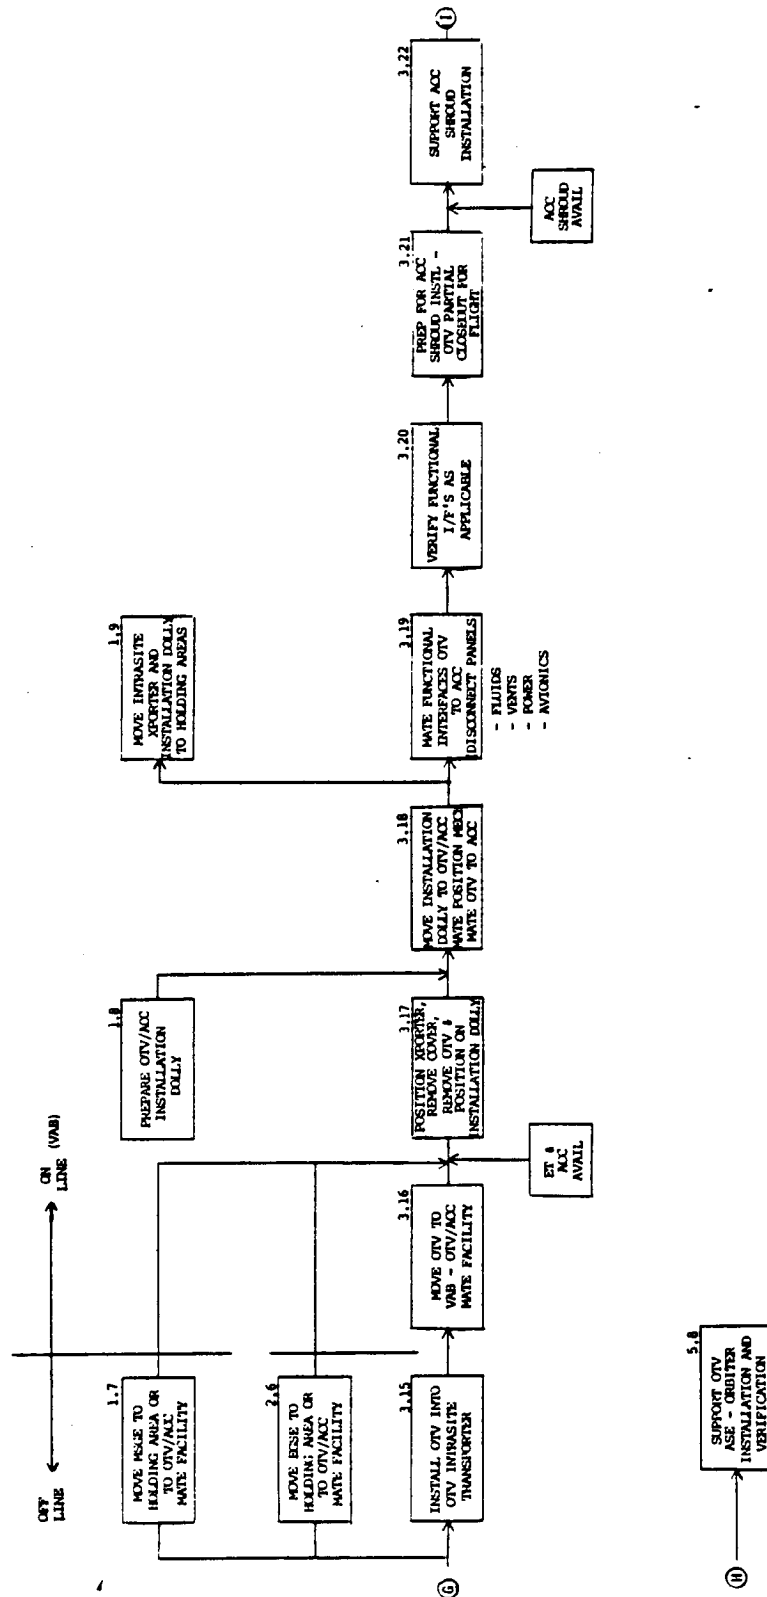 OFF
LINE
ON
LINE (VAB)
1.7
MOVE MSGE TO
HOLDING AREA OR
TO OTV/ACC
MATE FACILITY
2.6
MOVE EGSE TO
HOLDING AREA OR
TO OTV/ACC
MATE FACILITY
G
3.15
INSTALL OTV INTO
OTV INTRASITE
TRANSPORTER
3.16
MOVE OTV TO
VAB - OTV/ACC
MATE FACILITY
ET &
ACC
AVAIL
1.8
PREPARE OTV/ACC
INSTALLATION
DOLLY
3.17
POSITION XPORTER,
REMOVE COVER,
REMOVE OTV &
POSITION ON
INSTALLATION DOLLY
3.18
MOVE INSTALLATION
DOLLY TO OTV/ACC
MATE POSITION MECH
MATE OTV TO ACC
1.9
MOVE INTRASITE
XPORTER AND
INSTALLATION DOLLY
TO HOLDING AREAS
3.19
MATE FUNCTIONAL
INTERFACES OTV
TO ACC
(DISCONNECT PANELS)
- FLUIDS
- VENTS
- POWER
- AVIONICS
3.20
VERIFY FUNCTIONAL
I/F'S AS
APPLICABLE
3.21
PREP FOR ACC
SHROUD INSTL -
OTV PARTIAL
CLOSEOUT FOR
FLIGHT
ACC
SHROUD
AVAIL
3.22
SUPPORT ACC
SHROUD
INSTALLATION
I
H
5.8
SUPPORT OTV
ASE - ORBITER
INSTALLATION AND
VERIFICATION